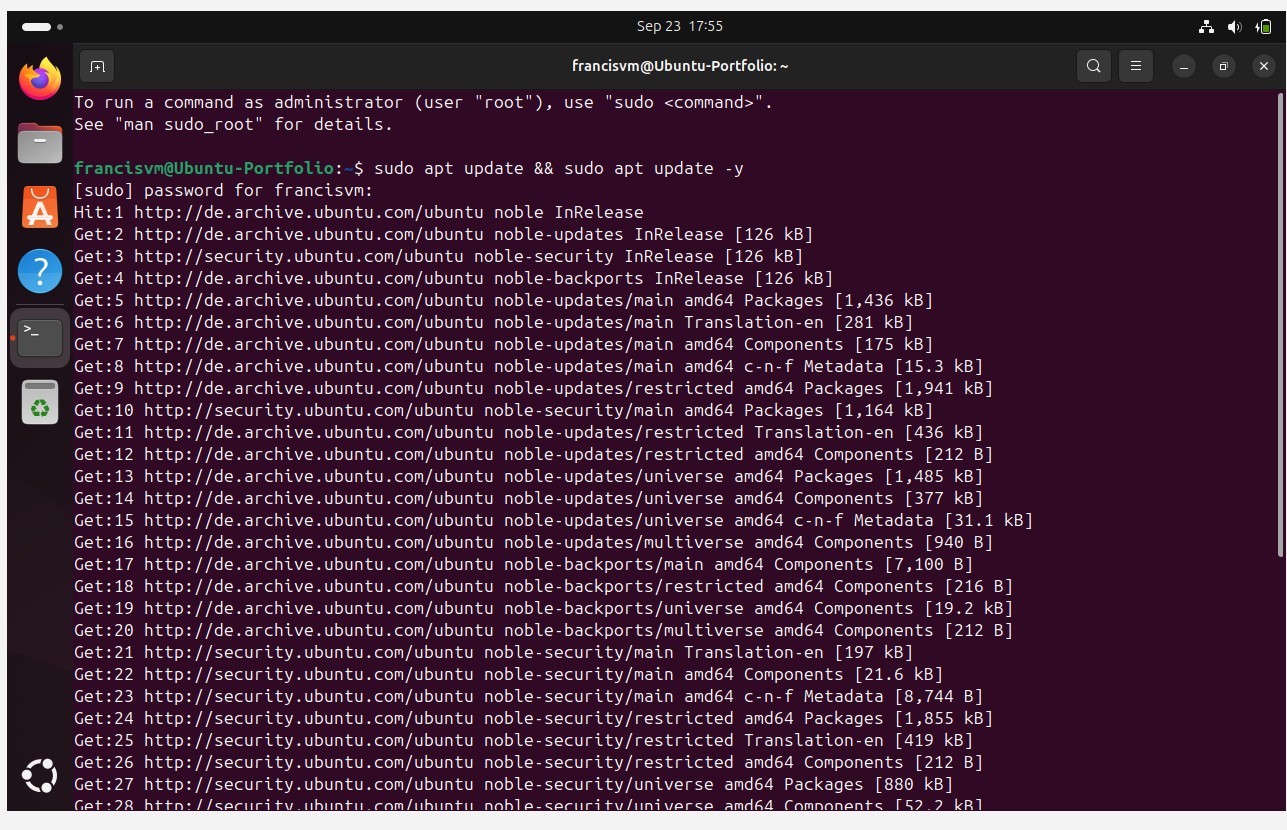 Sep 23 17:55
francisvm@Ubuntu-Portfolio: ~
To run a command as administrator (user "root"), use "sudo <command>".
See "man sudo_root" for details.
francisvm@Ubuntu-Portfolio:~$ sudo apt update && sudo apt update -y
[sudo] password for francisvm:
Hit:1 http://de.archive.ubuntu.com/ubuntu noble InRelease
Get:2 http://de.archive.ubuntu.com/ubuntu noble-updates InRelease [126 kB]
Get:3 http://security.ubuntu.com/ubuntu noble-security InRelease [126 kB]
Get:4 http://de.archive.ubuntu.com/ubuntu noble-backports InRelease [126 kB]
Get:5 http://de.archive.ubuntu.com/ubuntu noble-updates/main amd64 Packages [1,436 kB]
Get:6 http://de.archive.ubuntu.com/ubuntu noble-updates/main Translation-en [281 kB]
Get:7 http://de.archive.ubuntu.com/ubuntu noble-updates/main amd64 Components [175 kB]
Get:8 http://de.archive.ubuntu.com/ubuntu noble-updates/main amd64 c-n-f Metadata [15.3 kB]
Get:9 http://de.archive.ubuntu.com/ubuntu noble-updates/restricted amd64 Packages [1,941 kB]
Get:10 http://security.ubuntu.com/ubuntu noble-security/main amd64 Packages [1,164 kB]
Get:11 http://de.archive.ubuntu.com/ubuntu noble-updates/restricted Translation-en [436 kB]
Get:12 http://de.archive.ubuntu.com/ubuntu noble-updates/restricted amd64 Components [212 B]
Get:13 http://de.archive.ubuntu.com/ubuntu noble-updates/universe amd64 Packages [1,485 kB]
Get:14 http://de.archive.ubuntu.com/ubuntu noble-updates/universe amd64 Components [377 kB]
Get:15 http://de.archive.ubuntu.com/ubuntu noble-updates/universe amd64 c-n-f Metadata [31.1 kB]
Get:16 http://de.archive.ubuntu.com/ubuntu noble-updates/multiverse amd64 Components [940 B]
Get:17 http://de.archive.ubuntu.com/ubuntu noble-backports/main amd64 Components [7,100 B]
Get:18 http://de.archive.ubuntu.com/ubuntu noble-backports/restricted amd64 Components [216 B]
Get:19 http://de.archive.ubuntu.com/ubuntu noble-backports/universe amd64 Components [19.2 kB]
Get:20 http://de.archive.ubuntu.com/ubuntu noble-backports/multiverse amd64 Components [212 B]
Get:21 http://security.ubuntu.com/ubuntu noble-security/main Translation-en [197 kB]
Get:22 http://security.ubuntu.com/ubuntu noble-security/main amd64 Components [21.6 kB]
Get:23 http://security.ubuntu.com/ubuntu noble-security/main amd64 c-n-f Metadata [8,744 B]
Get:24 http://security.ubuntu.com/ubuntu noble-security/restricted amd64 Packages [1,855 kB]
Get:25 http://security.ubuntu.com/ubuntu noble-security/restricted Translation-en [419 kB]
Get:26 http://security.ubuntu.com/ubuntu noble-security/restricted amd64 Components [212 B]
Get:27 http://security.ubuntu.com/ubuntu noble-security/universe amd64 Packages [880 kB]
Get:28 http://security.ubuntu.com/ubuntu noble-security/universe amd64 Components [52.2 kB]